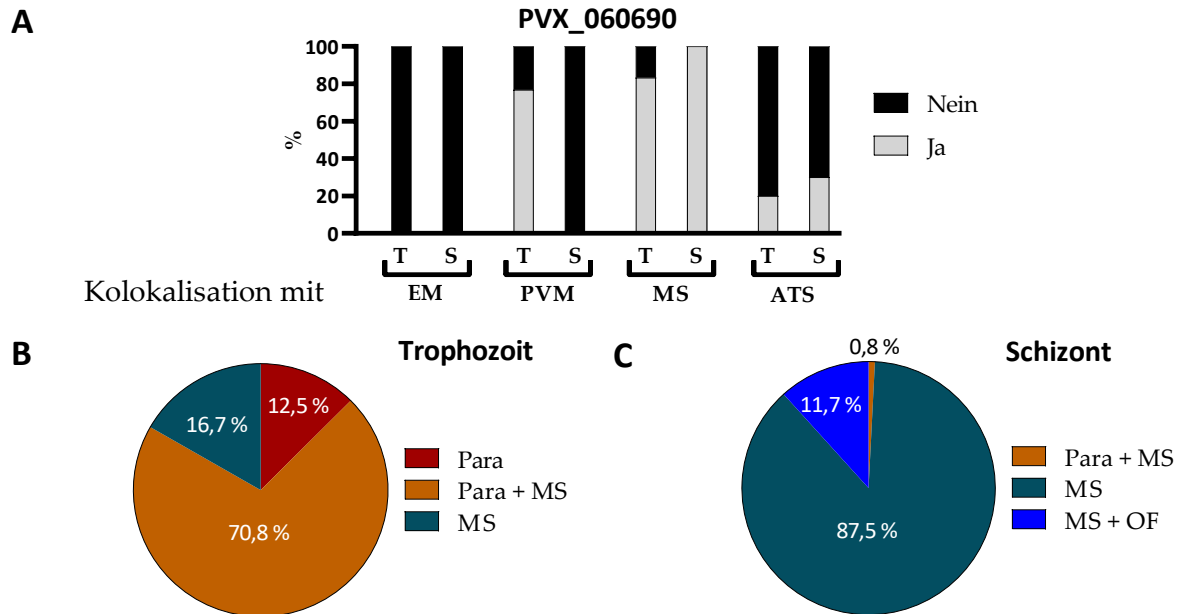 A
PVX_060690
100
80
60
40
20
0
%
Nein
Ja
T S T S T S T S
Kolokalisation mit EM PVM MS ATS
B
Trophozoit
12,5 %
16,7 %
70,8 %
Para
Para + MS
MS
C
Schizont
0,8 %
11,7 %
87,5 %
Para + MS
MS
MS + OF